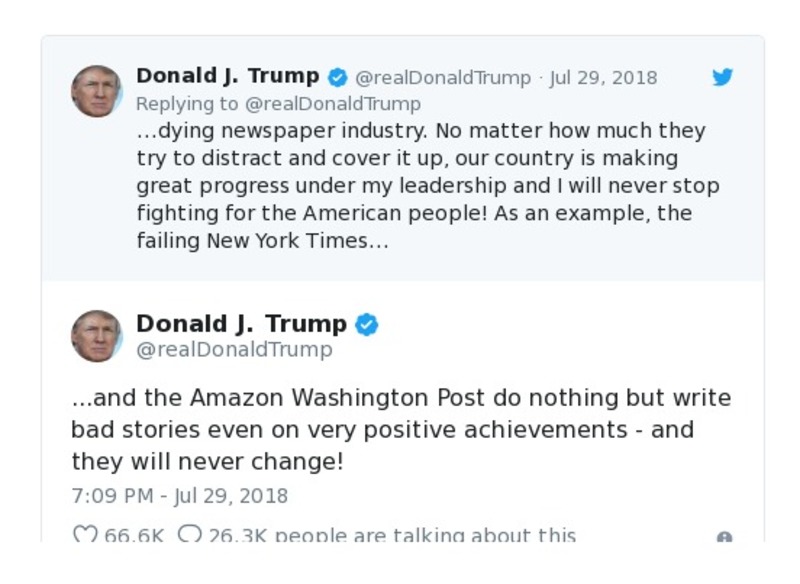 Donald J. Trump @realDonaldTrump · Jul 29, 2018
Replying to @realDonaldTrump
...dying newspaper industry. No matter how much they
try to distract and cover it up, our country is making
great progress under my leadership and I will never stop
fighting for the American people! As an example, the
failing New York Times...
Donald J. Trump
@realDonaldTrump
...and the Amazon Washington Post do nothing but write
bad stories even on very positive achievements - and
they will never change!
7:09 PM - Jul 29, 2018
66.6K 26.3K people are talking about this